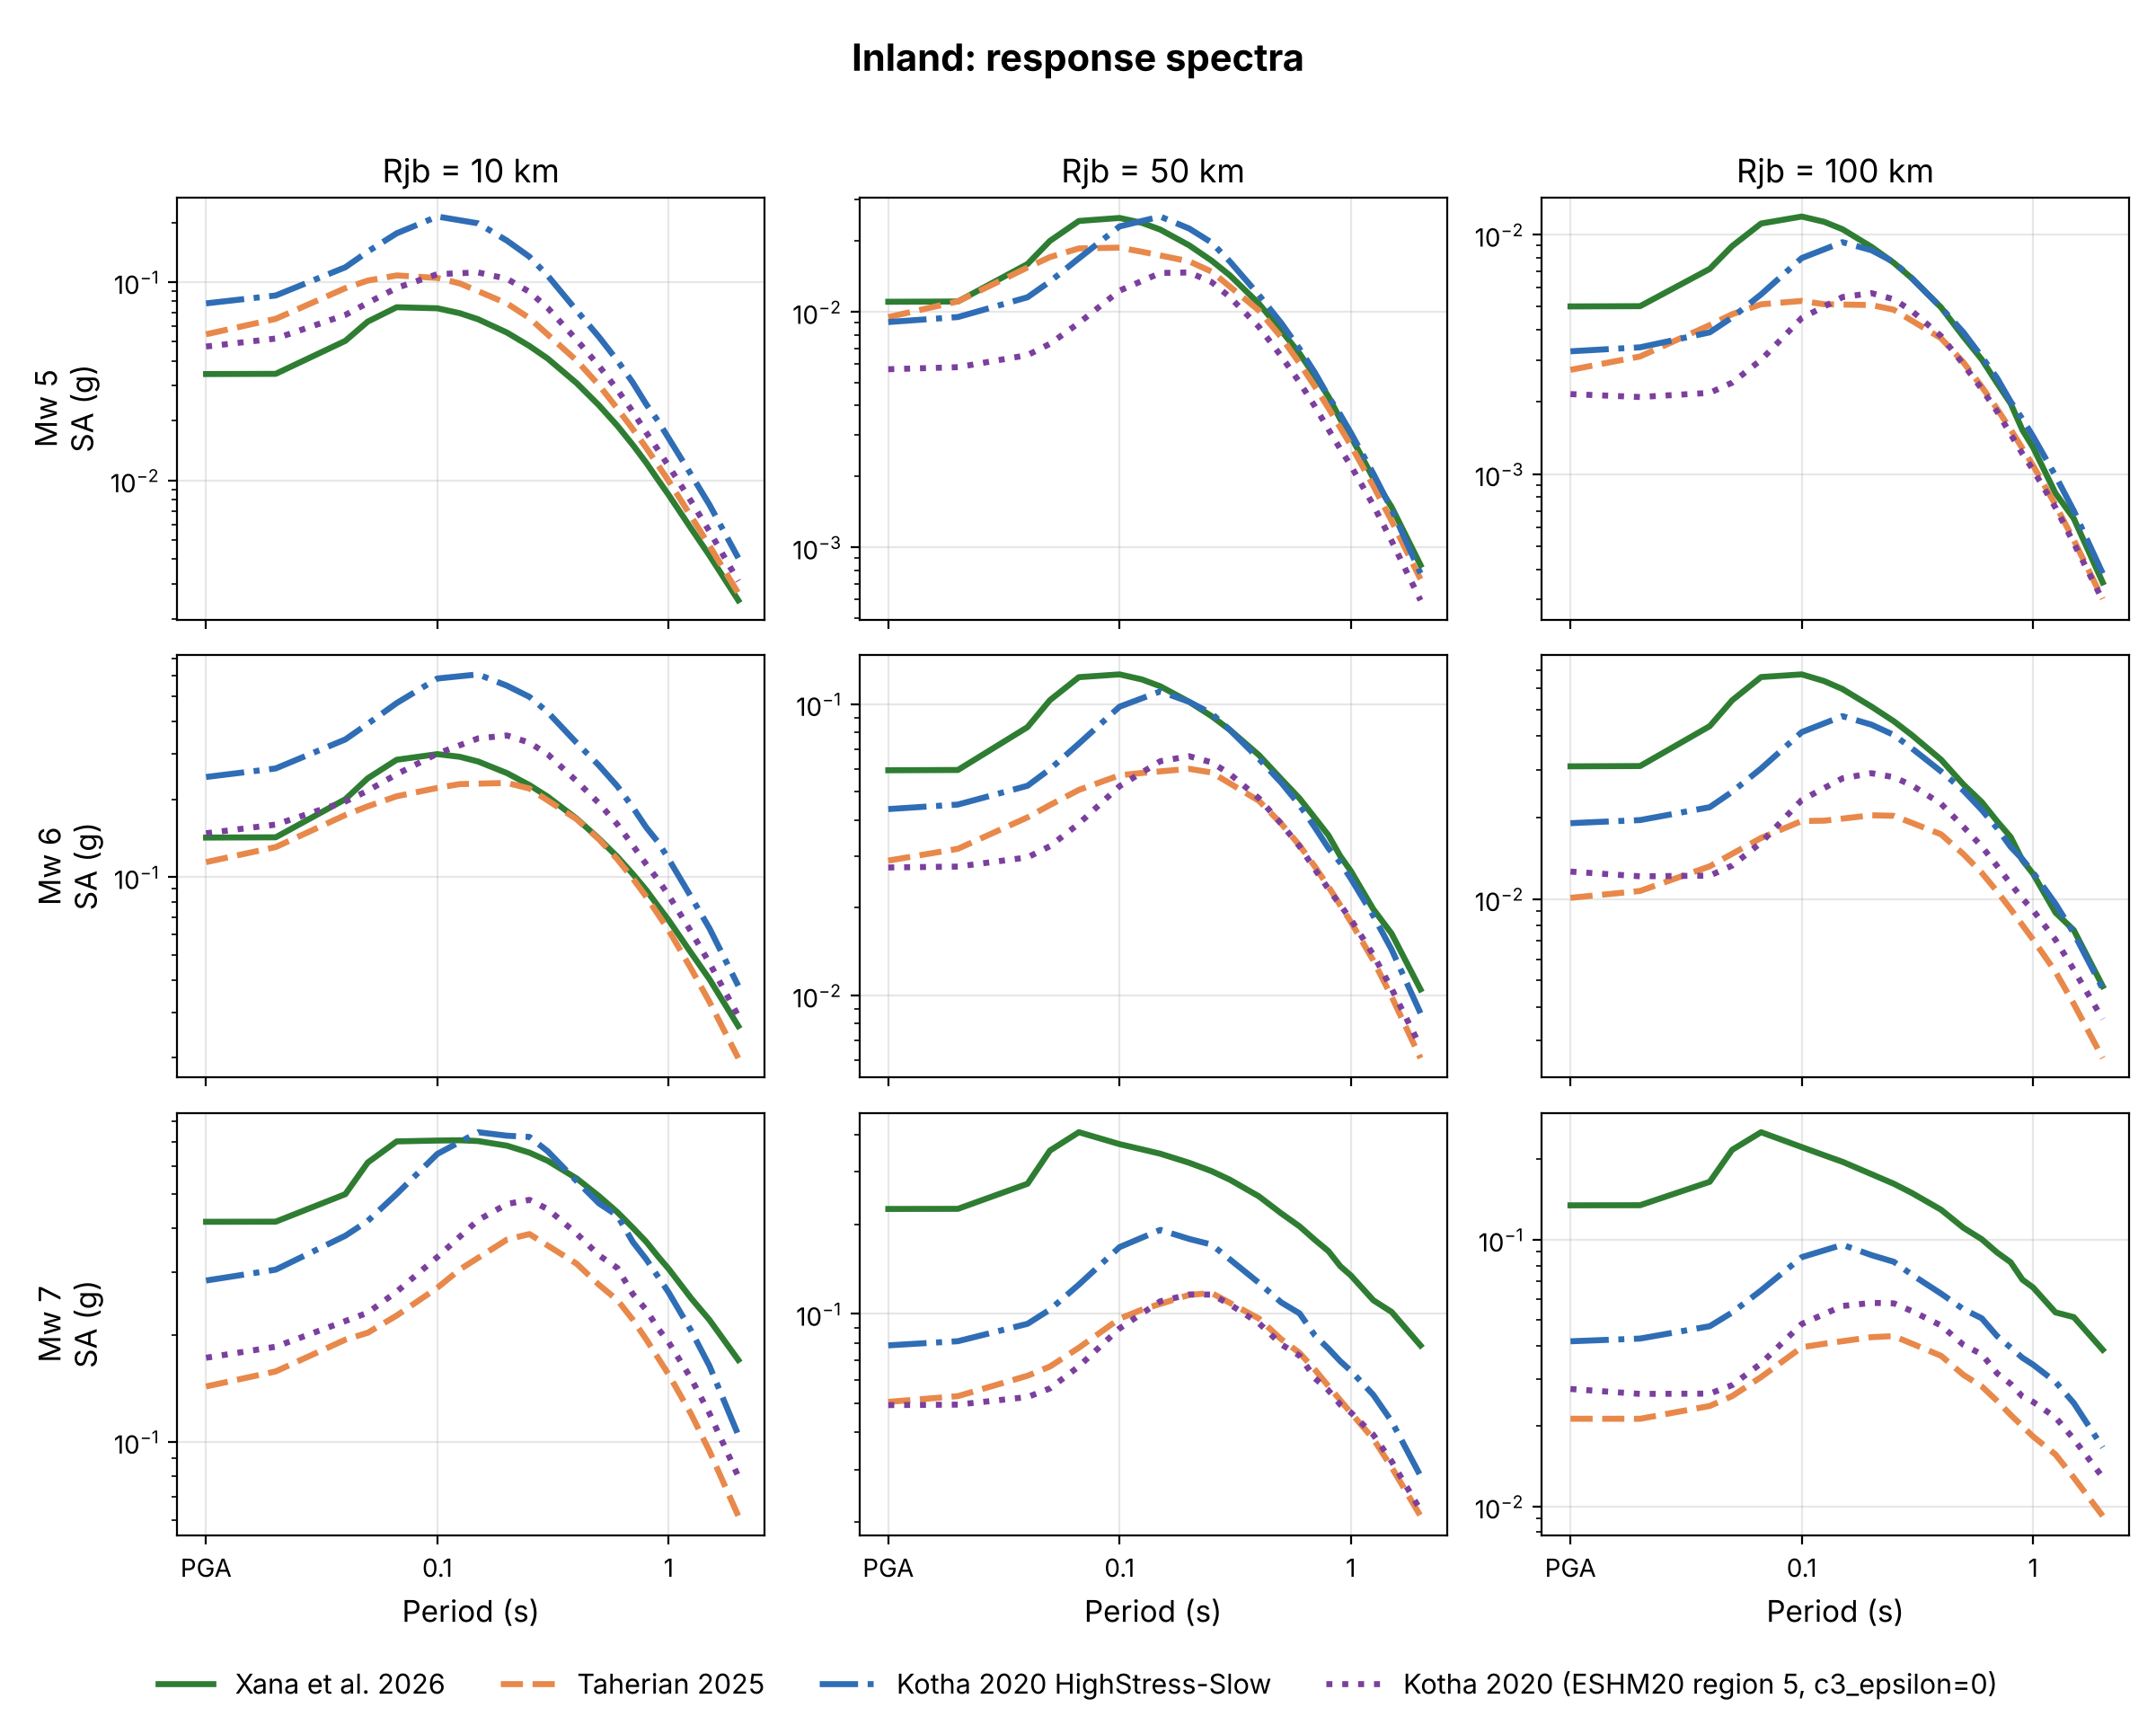 Inland: response spectra
Rjb = 10 km
Rjb = 50 km
Rjb = 100 km
Mw 5
SA (g)
10⁻¹
10⁻²
10⁻²
10⁻³
10⁻²
10⁻³
Mw 6
SA (g)
10⁻¹
10⁻¹
10⁻²
10⁻²
Mw 7
SA (g)
10⁻¹
10⁻¹
10⁻¹
10⁻²
PGA 0.1 1
PGA 0.1 1
PGA 0.1 1
Period (s)
Period (s)
Period (s)
Xana et al. 2026
Taherian 2025
Kotha 2020 HighStress-Slow
Kotha 2020 (ESHM20 region 5, c3_epsilon=0)